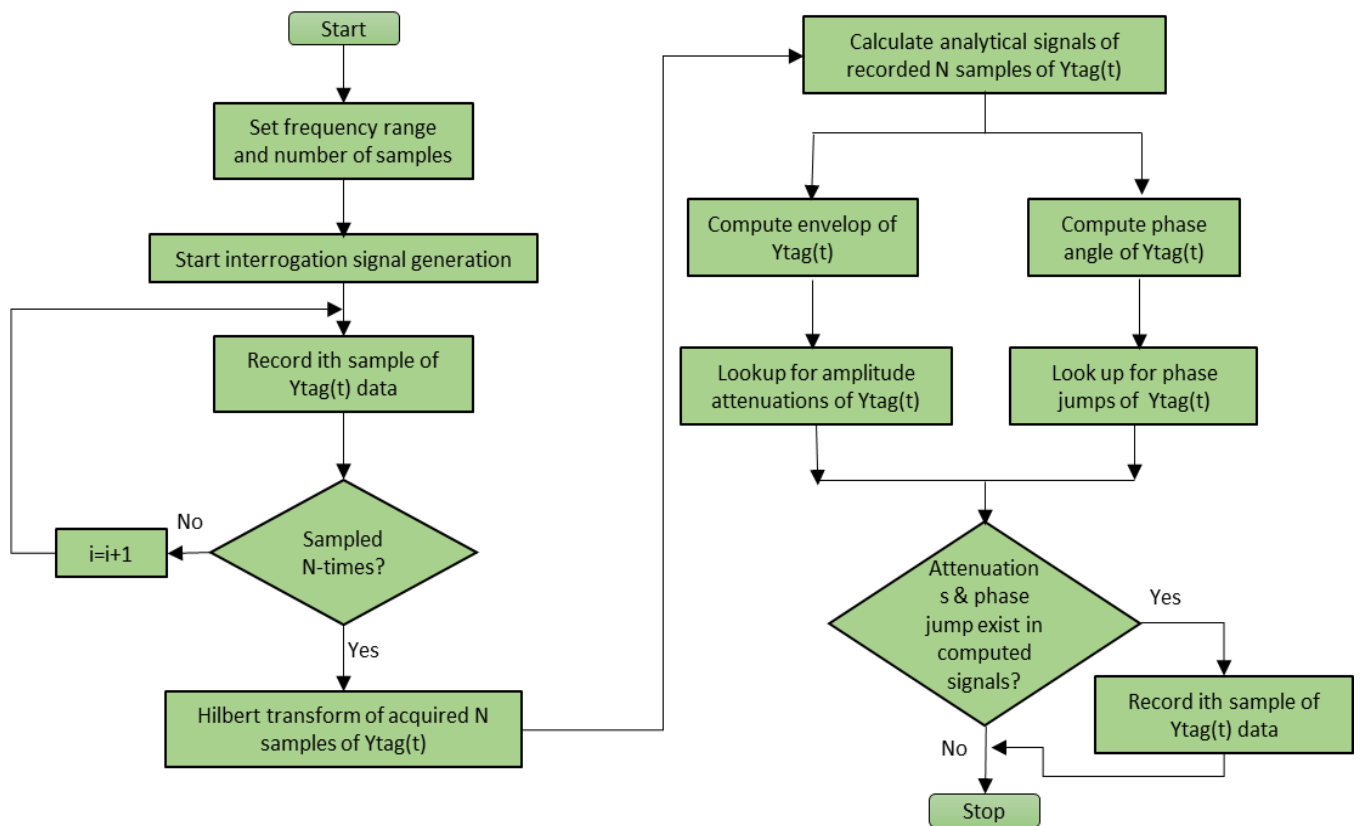 Start
Set frequency range
and number of samples
Start interrogation signal generation
Record ith sample of
Ytag(t) data
Sampled
N-times?
No
i=i+1
Yes
Hilbert transform of acquired N
samples of Ytag(t)
Calculate analytical signals of
recorded N samples of Ytag(t)
Compute envelop of
Ytag(t)
Compute phase
angle of Ytag(t)
Lookup for amplitude
attenuations of Ytag(t)
Look up for phase
jumps of Ytag(t)
Attenuation
s & phase
jump exist in
computed
signals?
Yes
Record ith sample of
Ytag(t) data
No
Stop